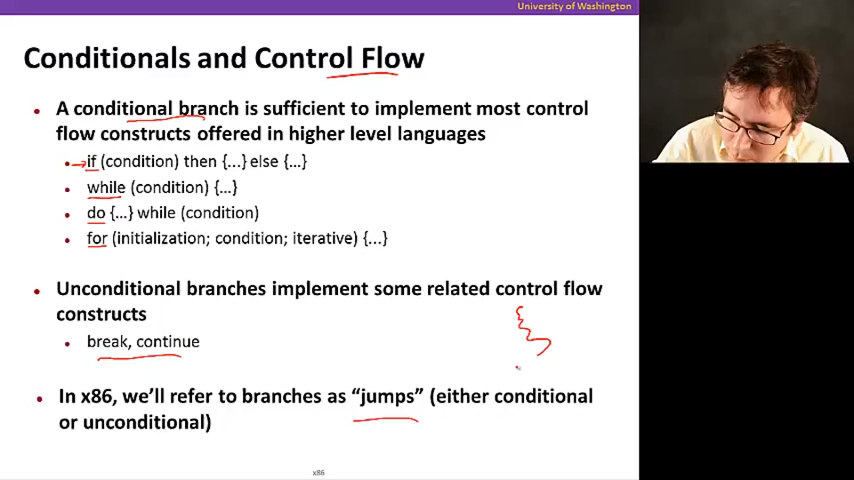 University of Washington
Conditionals and Control Flow
• A conditional branch is sufficient to implement most control
flow constructs offered in higher level languages
• if (condition) then {...} else {...}
• while (condition) {...}
• do {...} while (condition)
• for (initialization; condition; iterative) {...}
• Unconditional branches implement some related control flow
constructs
• break, continue
• In x86, we'll refer to branches as “jumps” (either conditional
or unconditional)
x86